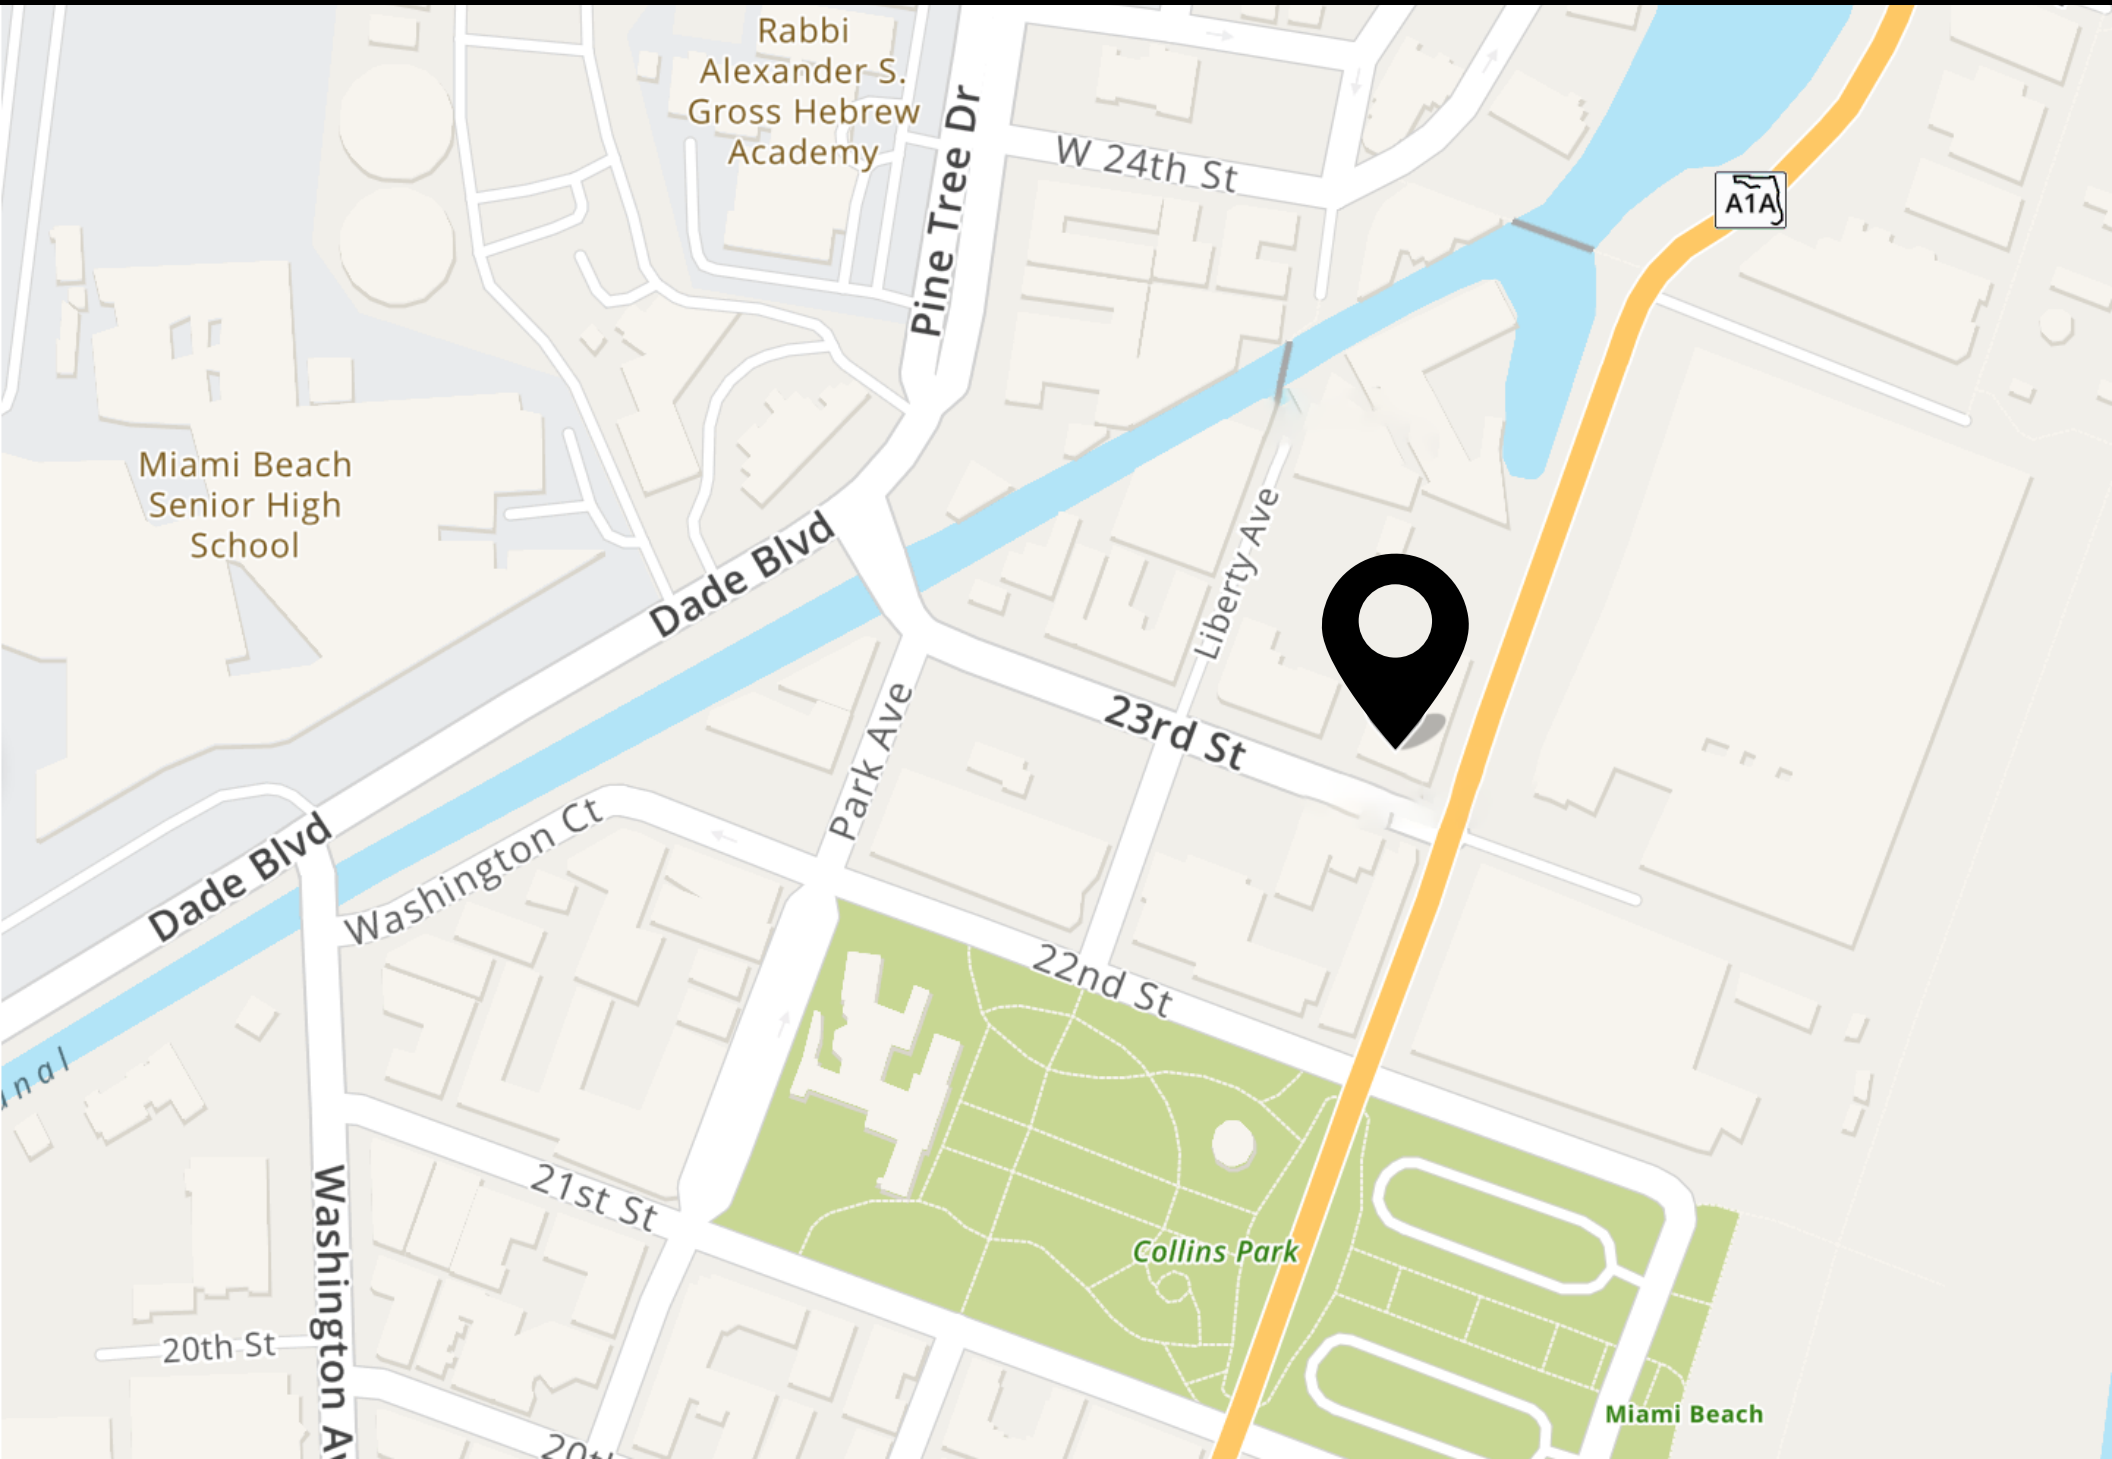 Rabbi
Alexander S.
Gross Hebrew
Academy
Pine Tree Dr
W 24th St
A1A
Miami Beach
Senior High
School
Dade Blvd
Liberty Ave
23rd St
Park Ave
Washington Ct
Dade Blvd
22nd St
21st St
Washington Av
Collins Park
20th St
Miami Beach